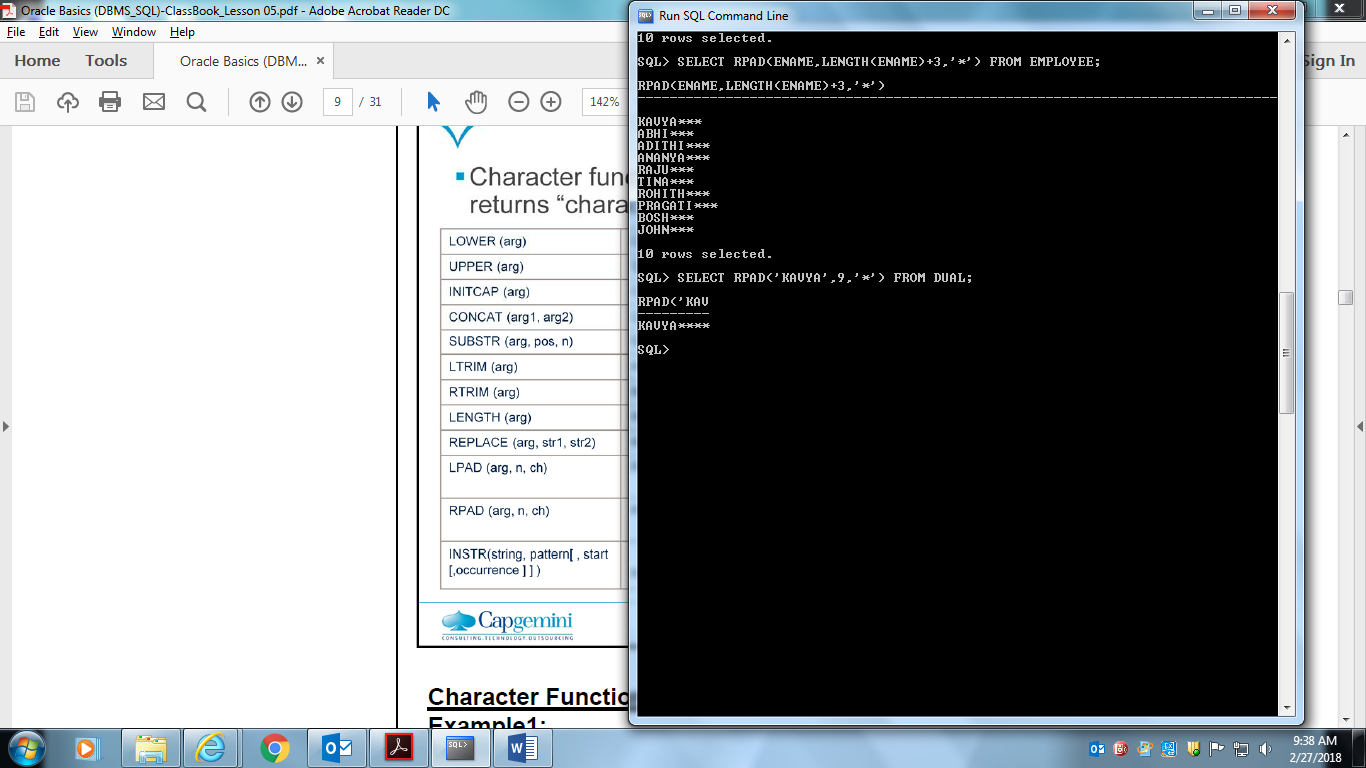 Oracle Basics (DBMS_SQL)-ClassBook_Lesson 05.pdf - Adobe Acrobat Reader DC
File Edit View Window Help
Home Tools Oracle Basics (DBM... × Sign In
9 / 31 142%
Character fun
returns “chara
LOWER (arg)
UPPER (arg)
INITCAP (arg)
CONCAT (arg1, arg2)
SUBSTR (arg, pos, n)
LTRIM (arg)
RTRIM (arg)
LENGTH (arg)
REPLACE (arg, str1, str2)
LPAD (arg, n, ch)
RPAD (arg, n, ch)
INSTR(string, pattern[ , start
[,occurrence ] ] )
Capgemini
CONSULTING.TECHNOLOGY.OUTSOURCING
Character Functio
Example1:
Run SQL Command Line
10 rows selected.
SQL> SELECT RPAD(ENAME,LENGTH(ENAME)+3,'*') FROM EMPLOYEE;
RPAD(ENAME,LENGTH(ENAME)+3,'*')
--------------------------------------------------------------------------------
KAVYA***
ABHI***
ADITHI***
ANANYA***
RAJU***
TINA***
ROHITH***
PRAGATI***
BOSH***
JOHN***
10 rows selected.
SQL> SELECT RPAD('KAVYA',9,'*') FROM DUAL;
RPAD('KAV
---------
KAVYA****
SQL>
9:38 AM
2/27/2018